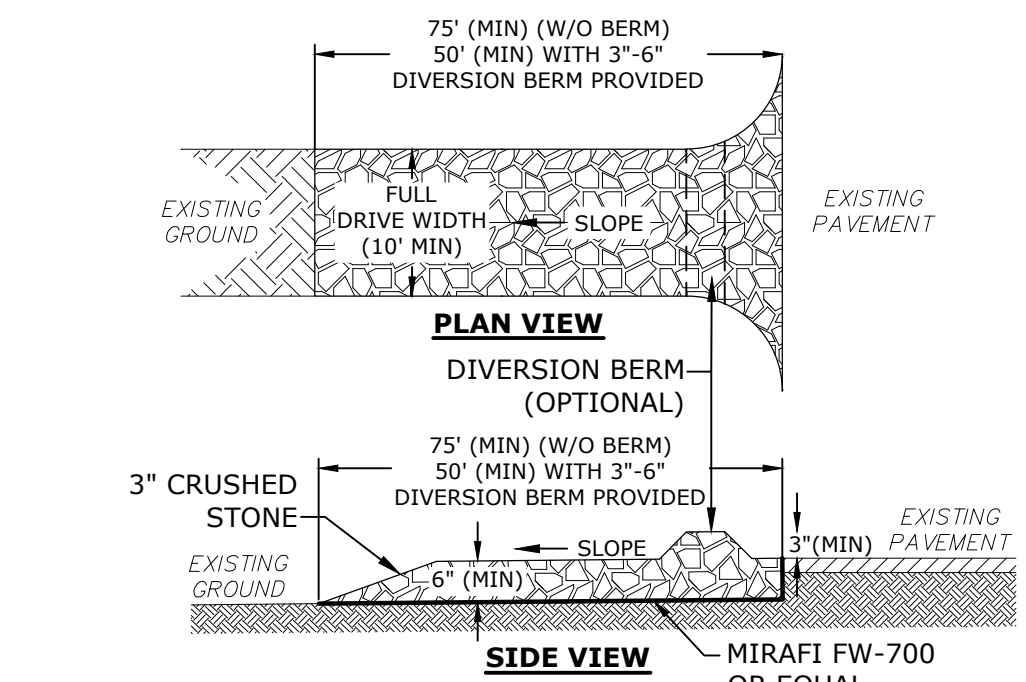 75' (MIN) (W/O BERM)
50' (MIN) WITH 3"-6"
DIVERSION BERM PROVIDED
EXISTING
GROUND
FULL
DRIVE WIDTH
(10' MIN)
SLOPE
EXISTING
PAVEMENT
PLAN VIEW
DIVERSION BERM
(OPTIONAL)
75' (MIN) (W/O BERM)
50' (MIN) WITH 3"-6"
DIVERSION BERM PROVIDED
3" CRUSHED
STONE
EXISTING
GROUND
6" (MIN)
SLOPE
3"(MIN)
EXISTING
PAVEMENT
SIDE VIEW
MIRAFI FW-700
OR EQUAL